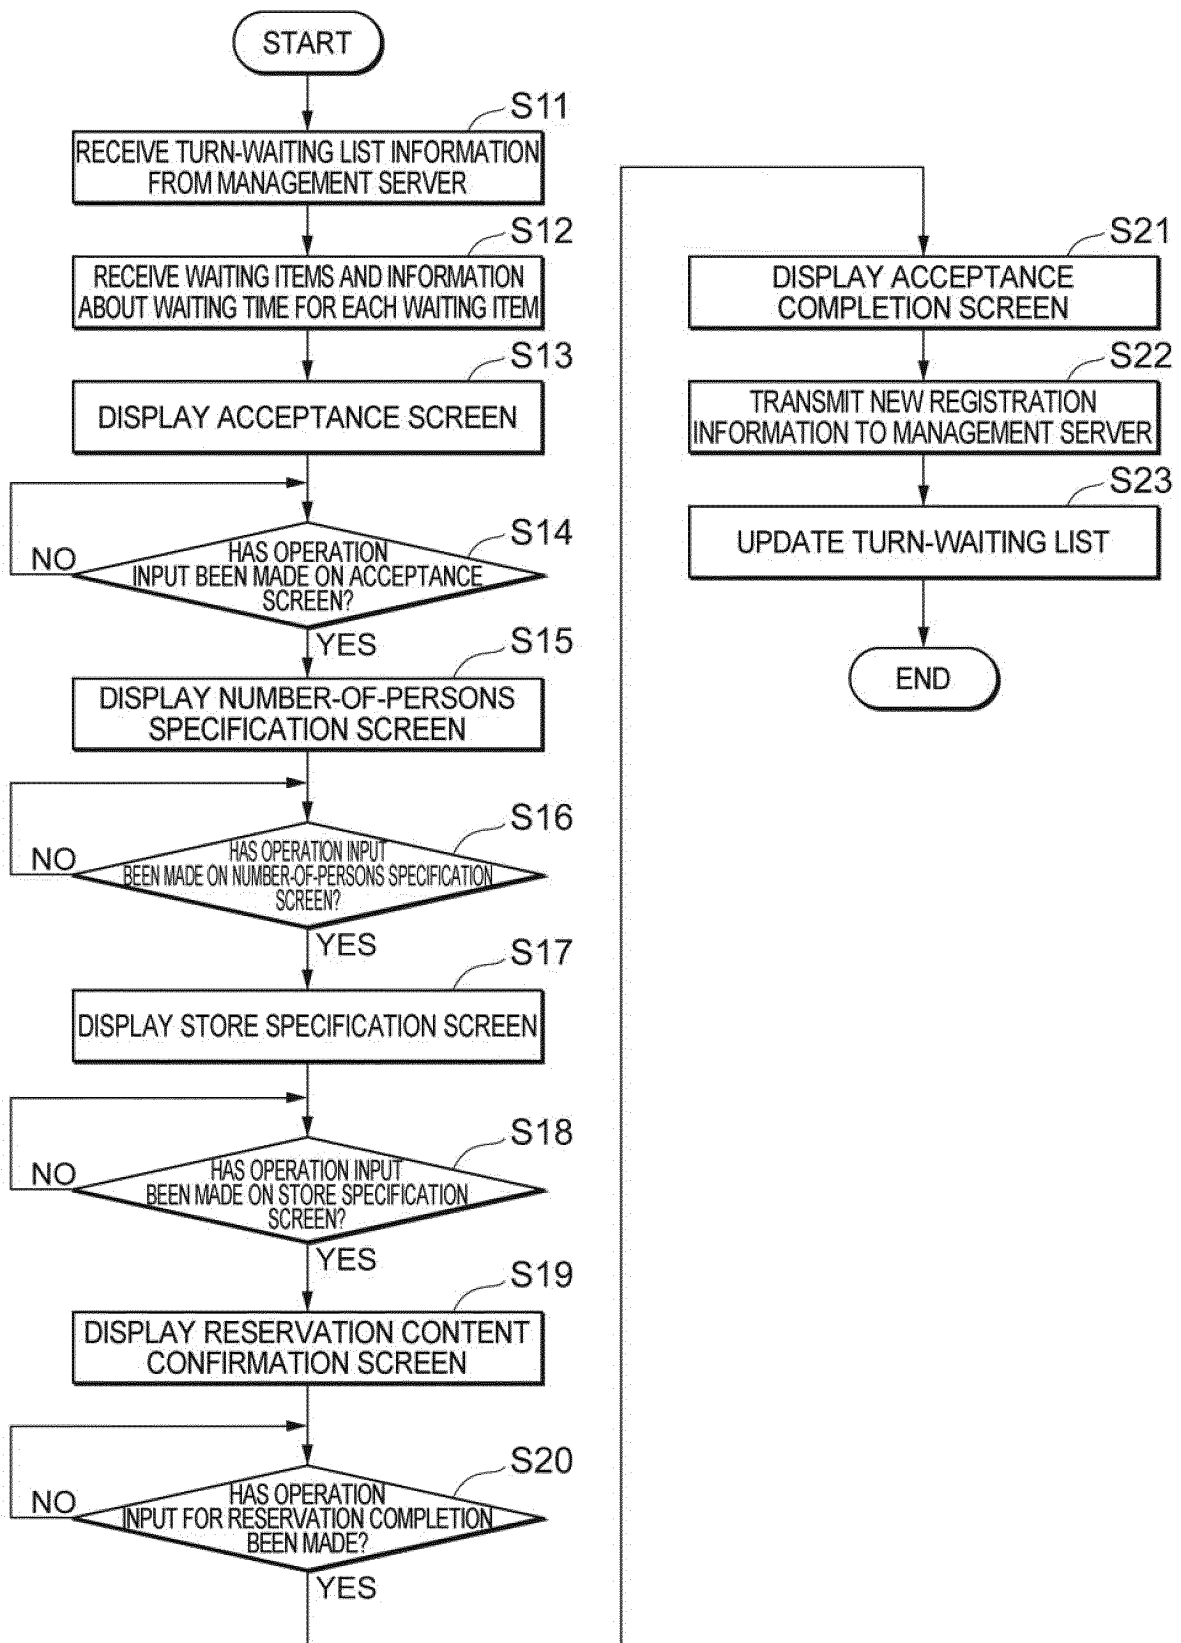 START
S11
RECEIVE TURN-WAITING LIST INFORMATION
FROM MANAGEMENT SERVER
S12
RECEIVE WAITING ITEMS AND INFORMATION
ABOUT WAITING TIME FOR EACH WAITING ITEM
S13
DISPLAY ACCEPTANCE SCREEN
S14
HAS OPERATION
INPUT BEEN MADE ON ACCEPTANCE
SCREEN?
NO
YES
S15
DISPLAY NUMBER-OF-PERSONS
SPECIFICATION SCREEN
S16
HAS OPERATION INPUT
BEEN MADE ON NUMBER-OF-PERSONS SPECIFICATION
SCREEN?
NO
YES
S17
DISPLAY STORE SPECIFICATION SCREEN
S18
HAS OPERATION INPUT
BEEN MADE ON STORE SPECIFICATION
SCREEN?
NO
YES
S19
DISPLAY RESERVATION CONTENT
CONFIRMATION SCREEN
S20
HAS OPERATION
INPUT FOR RESERVATION COMPLETION
BEEN MADE?
NO
YES
S21
DISPLAY ACCEPTANCE
COMPLETION SCREEN
S22
TRANSMIT NEW REGISTRATION
INFORMATION TO MANAGEMENT SERVER
S23
UPDATE TURN-WAITING LIST
END